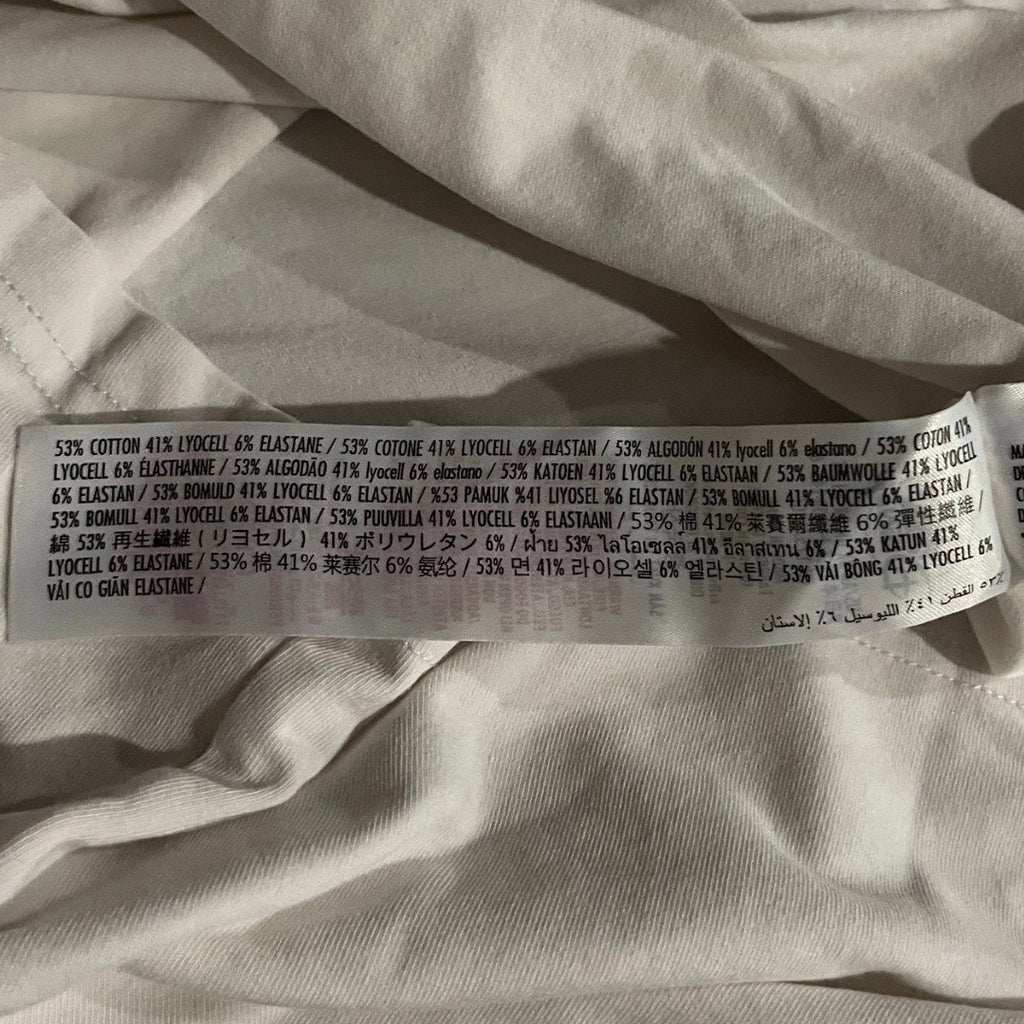 53% COTTON 41% LYOCELL 6% ELASTANE / 53% COTONE 41% LYOCELL 6% ELASTAN / 53% ALGODÓN 41% lyocell 6% elastano / 53% COTON 41%
LYOCELL 6% ÉLASTHANNE / 53% ALGODÃO 41% lyocell 6% elastano / 53% KATOEN 41% LYOCELL 6% ELASTAAN / 53% BAUMWOLLE 41% LYOCELL
6% ELASTAN / 53% BOMULD 41% LYOCELL 6% ELASTAN / %53 PAMUK %41 LIYOSEL %6 ELASTAN / 53% BOMULL 41% LYOCELL 6% ELASTAN /
53% BOMULL 41% LYOCELL 6% ELASTAN / 53% PUUVILLA 41% LYOCELL 6% ELASTAANI / 53% 棉 41% 萊賽爾纖維 6% 彈性纖維 /
綿 53% 再生繊維 ( リヨセル ) 41% ポリウレタン 6% / ฝ้าย 53% ไลโอเซลล์ 41% อีลาสเทน 6% / 53% KATUN 41%
LYOCELL 6% ELASTANE / 53% 棉 41% 莱赛尔 6% 氨纶 / 53% 면 41% 라이오셀 6% 엘라스틴 / 53% VẢI BÔNG 41% LYOCELL 6%
VẢI CO GIÃN ELASTANE /
٥٣٪ القطن ٤١٪ الليوسيل ٦٪ إلاستان